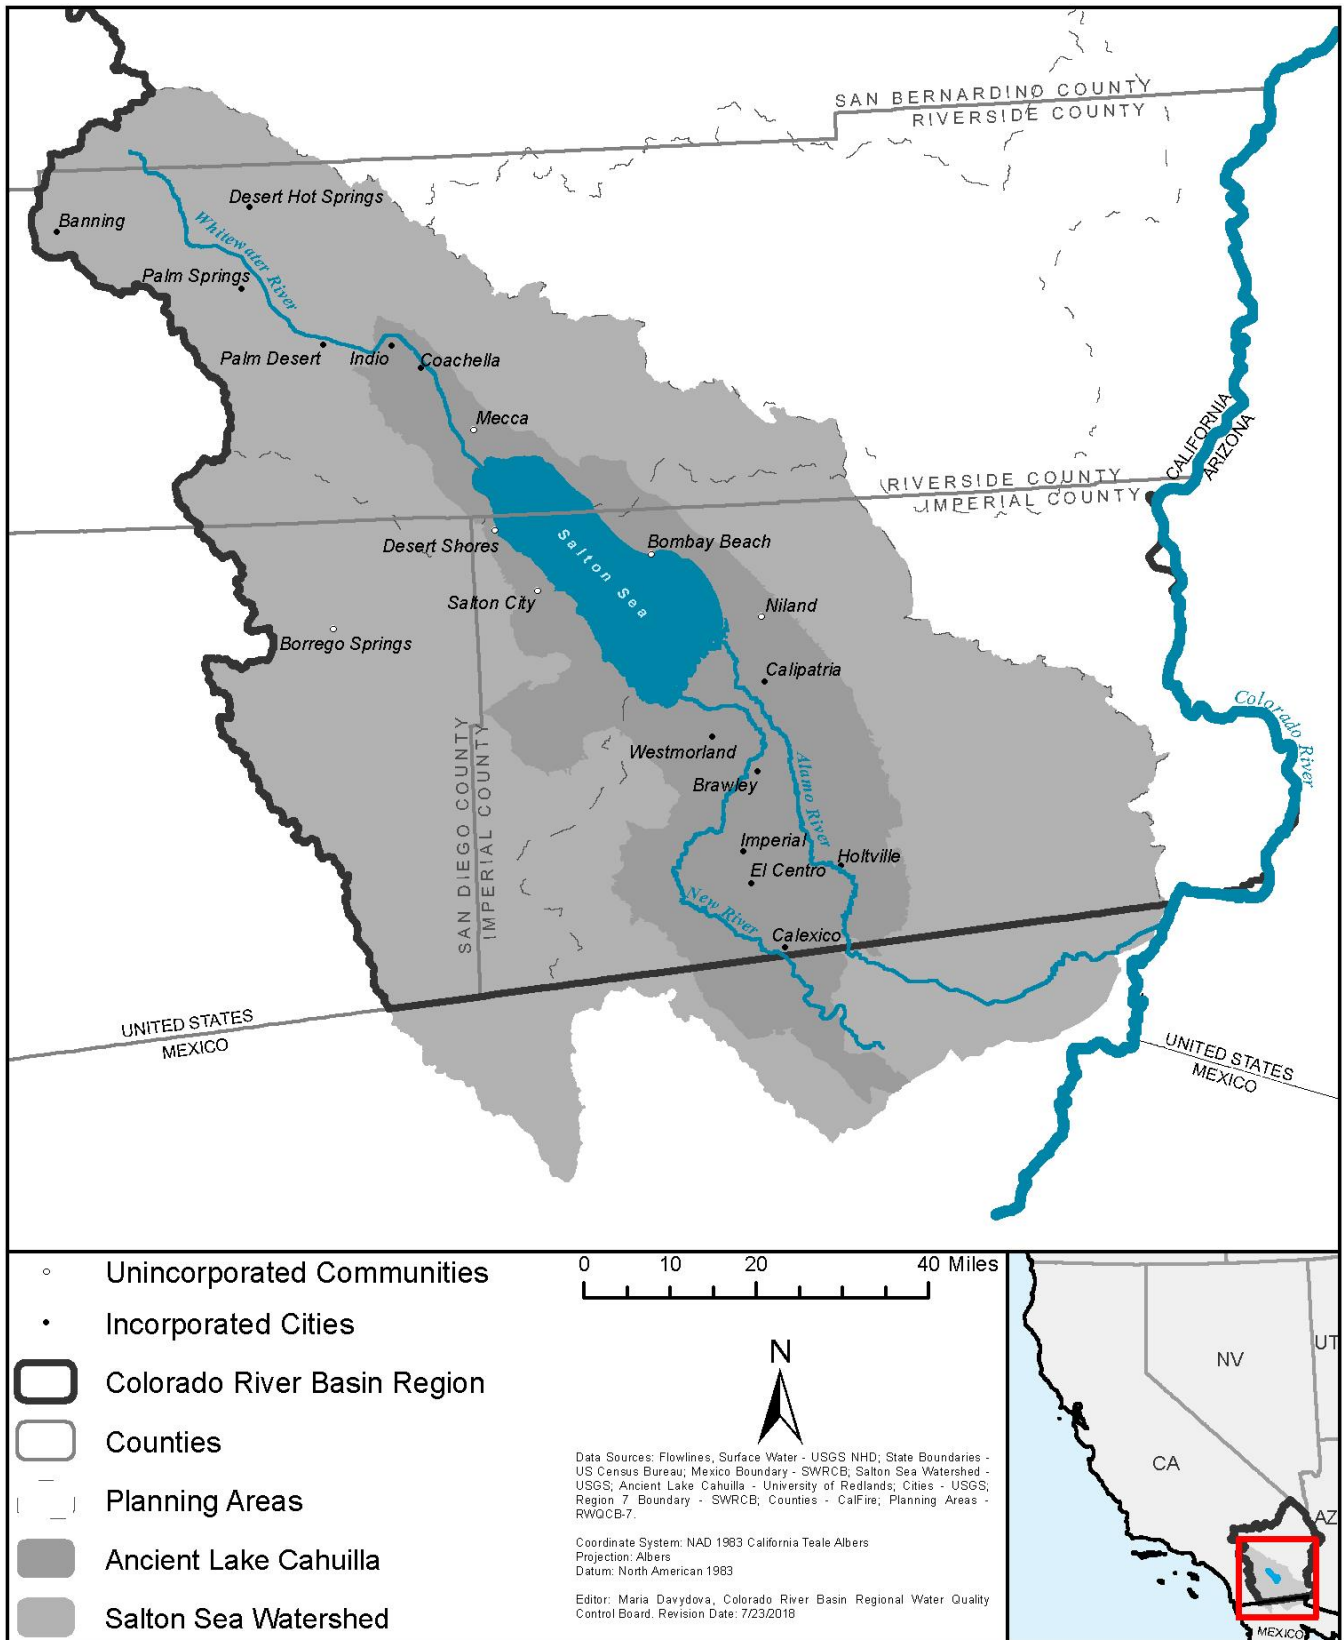 SAN BERNARDINO COUNTY
RIVERSIDE COUNTY
Desert Hot Springs
Banning
Whitewater River
Palm Springs
Palm Desert
Indio
Coachella
Mecca
CALIFORNIA
ARIZONA
RIVERSIDE COUNTY
IMPERIAL COUNTY
Desert Shores
Salton Sea
Bombay Beach
Salton City
Niland
Borrego Springs
Calipatria
Colorado River
SAN DIEGO COUNTY
IMPERIAL COUNTY
Westmorland
Alamo River
Brawley
Imperial
Holtville
El Centro
New River
Calexico
UNITED STATES
MEXICO
UNITED STATES
MEXICO
Unincorporated Communities
Incorporated Cities
Colorado River Basin Region
Counties
Planning Areas
Ancient Lake Cahuilla
Salton Sea Watershed
0 10 20 40 Miles
N
Data Sources: Flowlines, Surface Water - USGS NHD; State Boundaries -
US Census Bureau; Mexico Boundary - SWRCB; Salton Sea Watershed -
USGS; Ancient Lake Cahuilla - University of Redlands; Cities - USGS;
Region 7 Boundary - SWRCB; Counties - CalFire; Planning Areas -
RWQCB-7.
Coordinate System: NAD 1983 California Teale Albers
Projection: Albers
Datum: North American 1983
Editor: Maria Davydova, Colorado River Basin Regional Water Quality
Control Board. Revision Date: 7/23/2018
NV
UT
CA
AZ
MEXICO